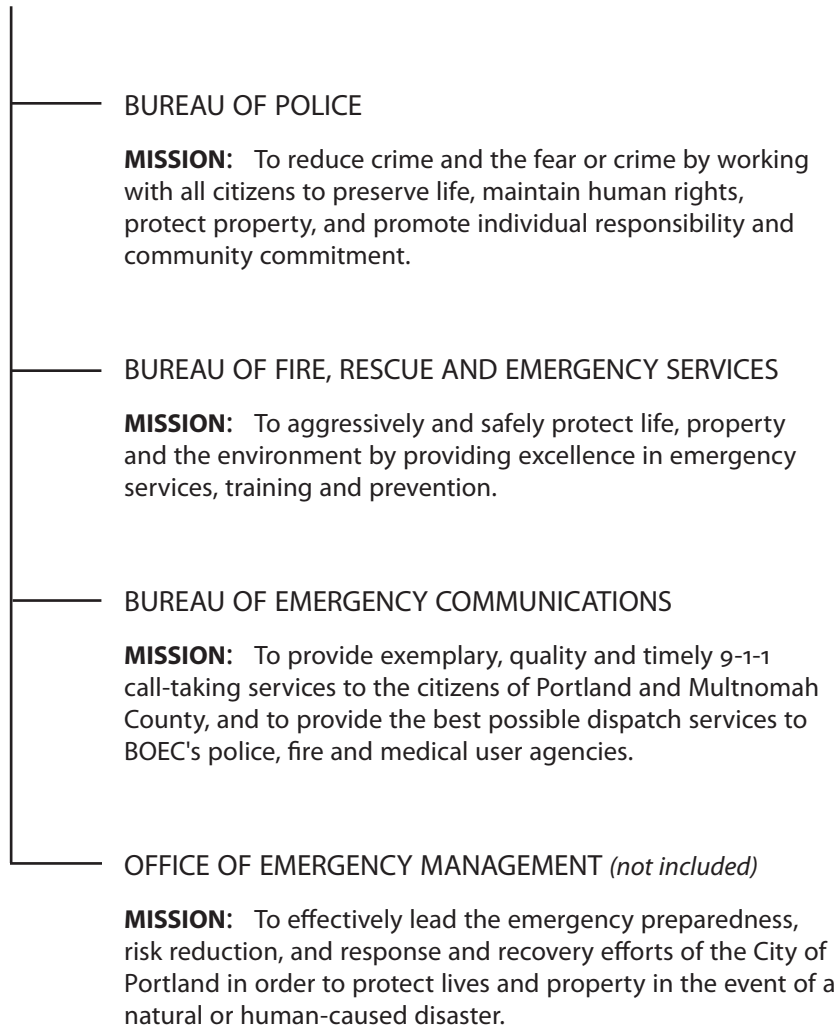 BUREAU OF POLICE
MISSION: To reduce crime and the fear or crime by working
with all citizens to preserve life, maintain human rights,
protect property, and promote individual responsibility and
community commitment.
BUREAU OF FIRE, RESCUE AND EMERGENCY SERVICES
MISSION: To aggressively and safely protect life, property
and the environment by providing excellence in emergency
services, training and prevention.
BUREAU OF EMERGENCY COMMUNICATIONS
MISSION: To provide exemplary, quality and timely 9-1-1
call-taking services to the citizens of Portland and Multnomah
County, and to provide the best possible dispatch services to
BOEC's police, fire and medical user agencies.
OFFICE OF EMERGENCY MANAGEMENT (not included)
MISSION: To effectively lead the emergency preparedness,
risk reduction, and response and recovery efforts of the City of
Portland in order to protect lives and property in the event of a
natural or human-caused disaster.